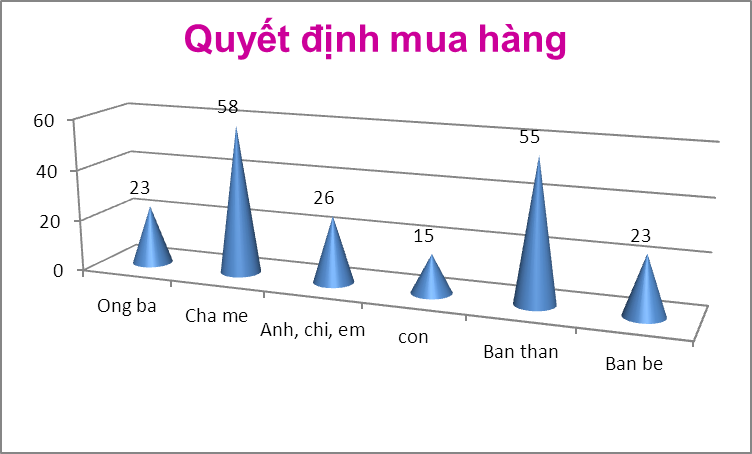 Quyết định mua hàng
60
40
20
0
23
58
26
15
55
23
Ong ba
Cha me
Anh, chi, em
con
Ban than
Ban be